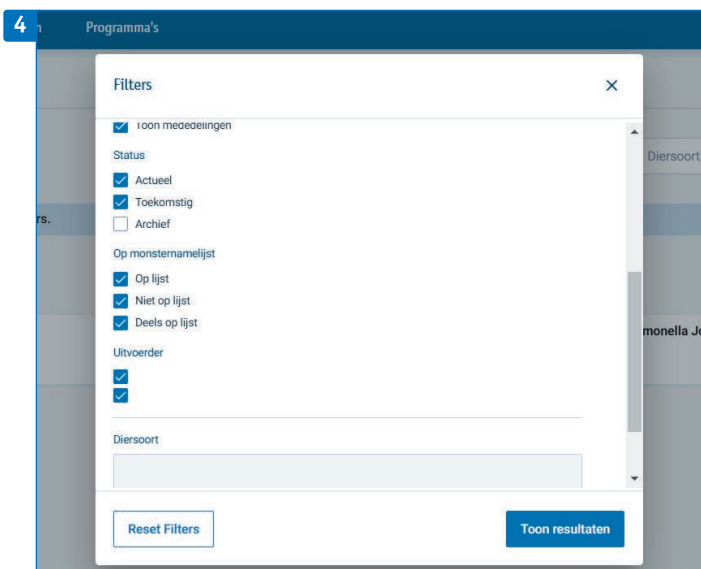 4
n Programma's
Filters
Toon mededelingen
Status
Diersoort
Actueel
Toekomstig
rs.
Archief
Op monsternamelijst
Op lijst
Niet op lijst
Deels op lijst
monella Jo
Uitvoerder
Diersoort
Reset Filters
Toon resultaten